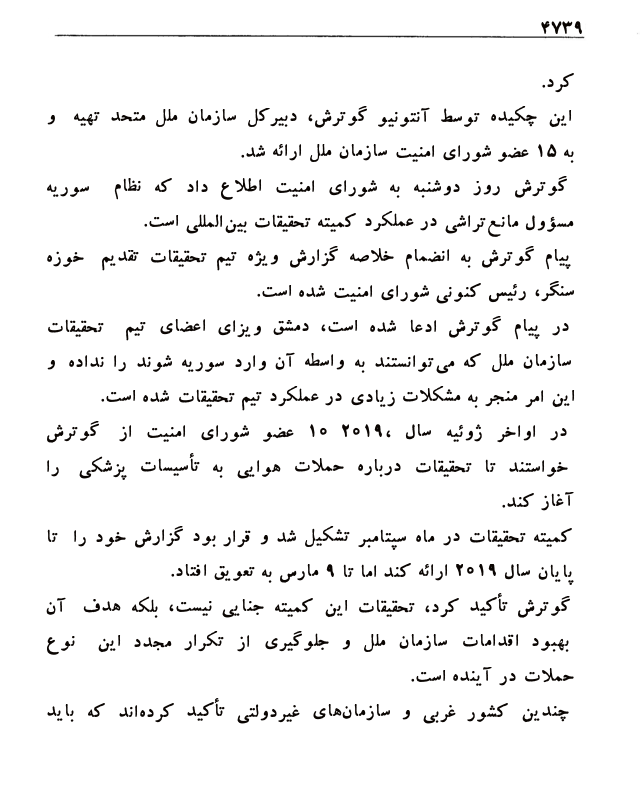 ۴۷۳۹
کرد.
این چکیده توسط آنتونیو گوترش، دبیرکل سازمان ملل متحد تهیه و
به ۱۵ عضو شورای امنیت سازمان ملل ارائه شد.
گوترش روز دوشنبه به شورای امنیت اطلاع داد که نظام سوریه
مسؤول مانع‌تراشی در عملکرد کمیته تحقیقات بین‌المللی است.
پیام گوترش به انضمام خلاصه گزارش ویژه تیم تحقیقات تقدیم خوزه
سنگر، رئیس کنونی شورای امنیت شده است.
در پیام گوترش ادعا شده است، دمشق ویزای اعضای تیم تحقیقات
سازمان ملل که می‌توانستند به واسطه آن وارد سوریه شوند را نداده و
این امر منجر به مشکلات زیادی در عملکرد تیم تحقیقات شده است.
در اواخر ژوئیه سال ۲۰۱۹، ۱۰ عضو شورای امنیت از گوترش
خواستند تا تحقیقات درباره حملات هوایی به تأسیسات پزشکی را
آغاز کند.
کمیته تحقیقات در ماه سپتامبر تشکیل شد و قرار بود گزارش خود را تا
پایان سال ۲۰۱۹ ارائه کند اما تا ۹ مارس به تعویق افتاد.
گوترش تأکید کرد، تحقیقات این کمیته جنایی نیست، بلکه هدف آن
بهبود اقدامات سازمان ملل و جلوگیری از تکرار مجدد این نوع
حملات در آینده است.
چندین کشور غربی و سازمان‌های غیردولتی تأکید کرده‌اند که باید